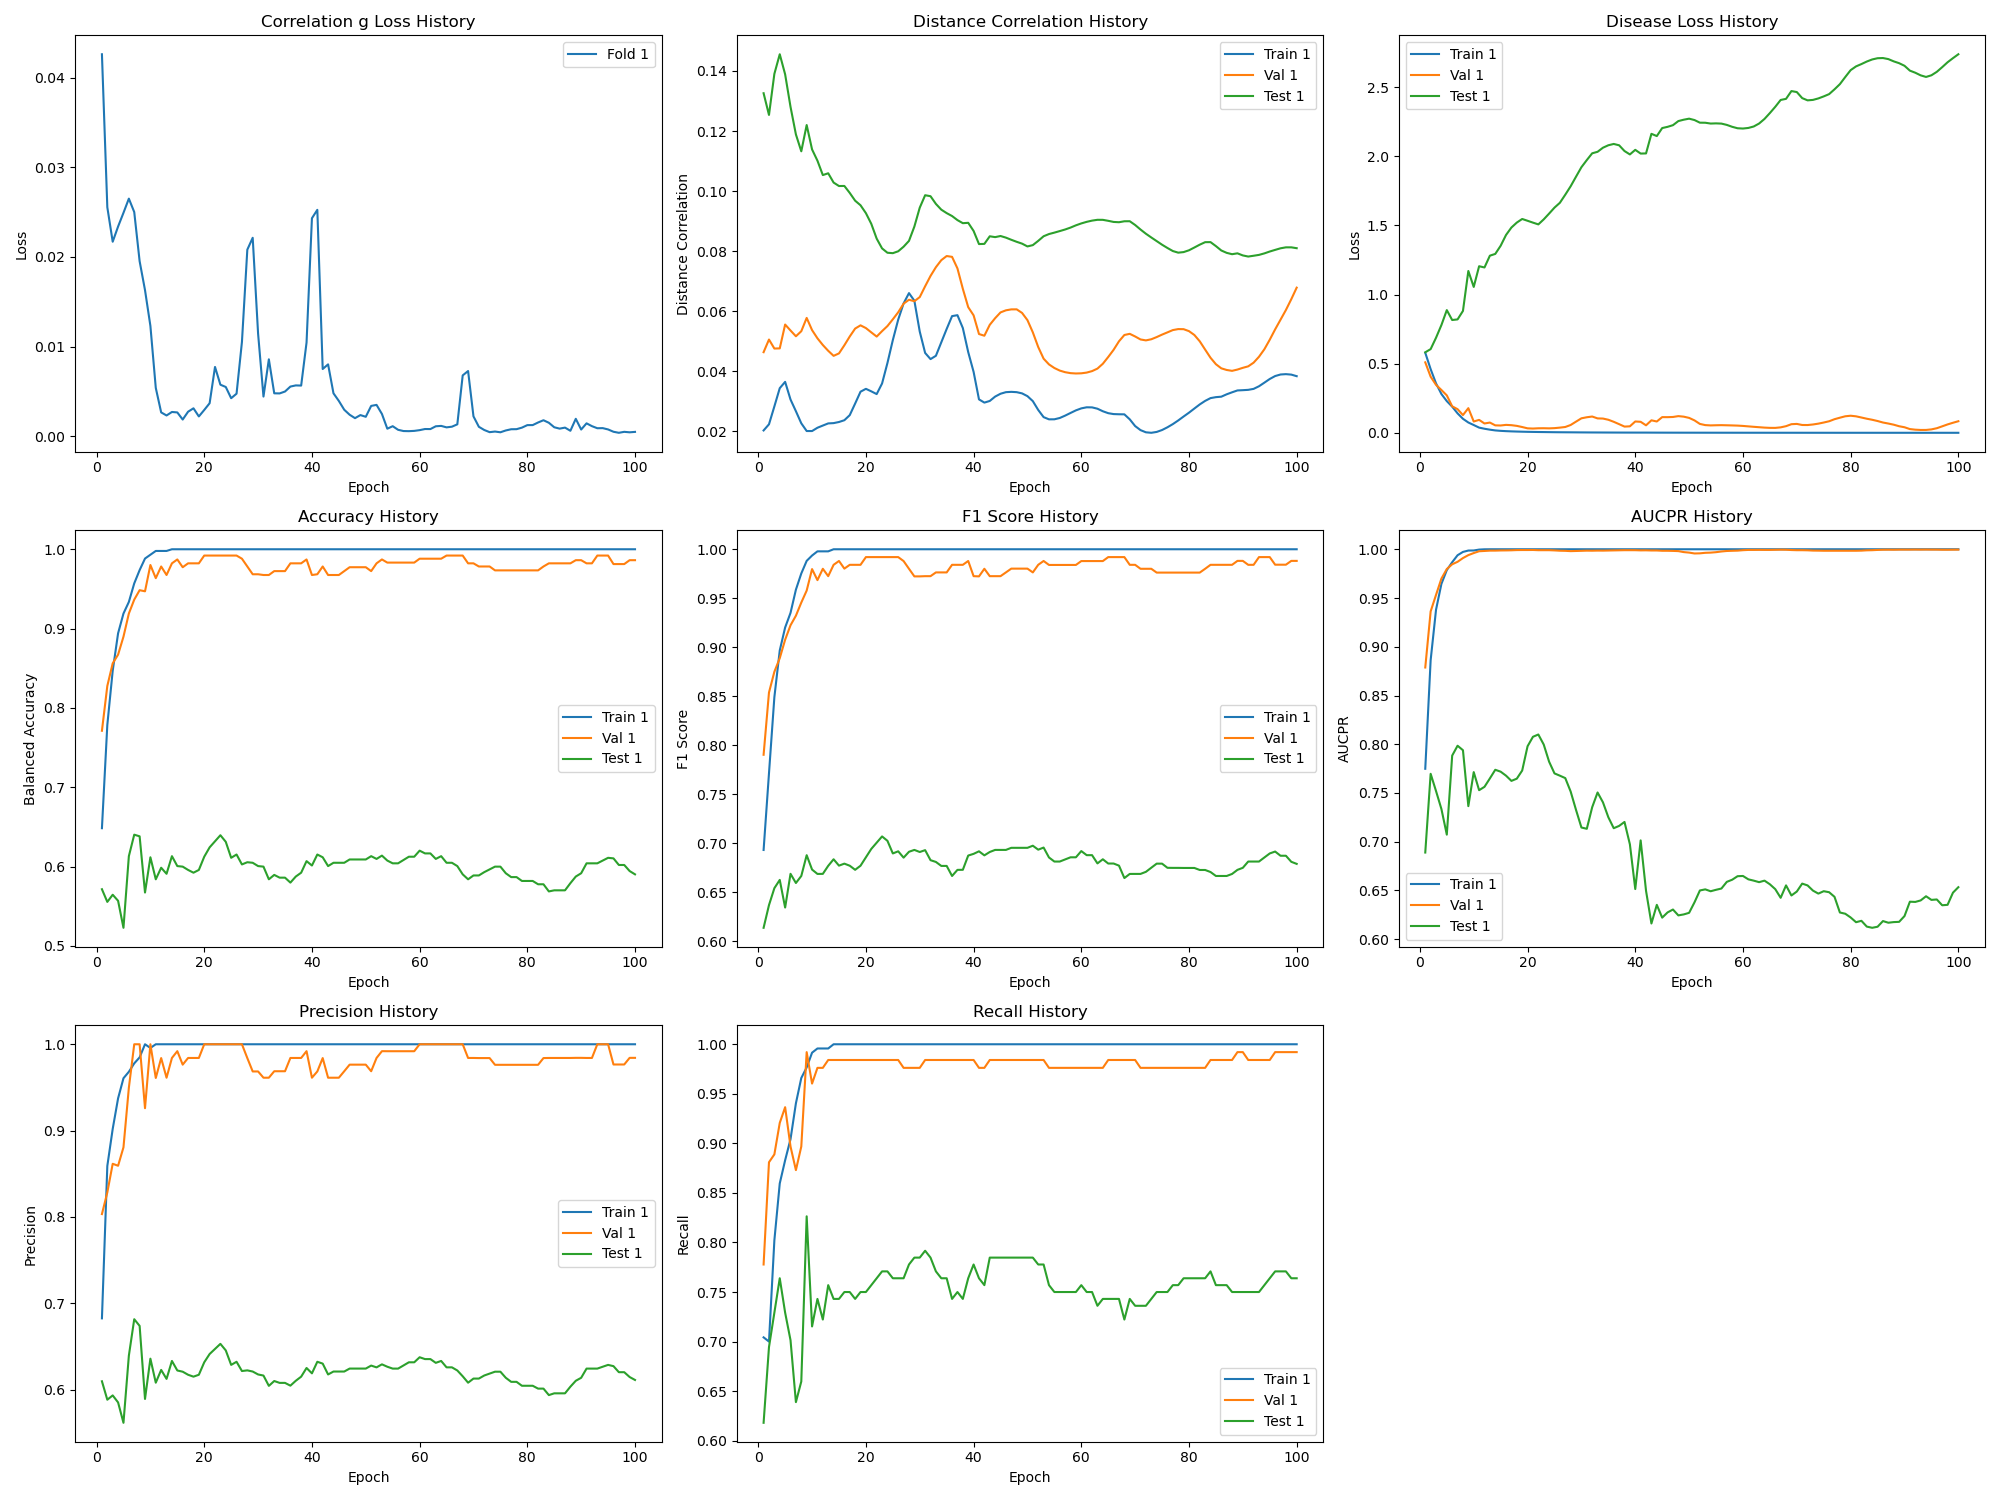 Correlation g Loss History
Loss
0.04
0.03
0.02
0.01
0.00
0 20 40 60 80 100
Epoch
Fold 1
Distance Correlation History
Distance Correlation
0.14
0.12
0.10
0.08
0.06
0.04
0.02
0 20 40 60 80 100
Epoch
Train 1
Val 1
Test 1
Disease Loss History
Loss
2.5
2.0
1.5
1.0
0.5
0.0
0 20 40 60 80 100
Epoch
Train 1
Val 1
Test 1
Accuracy History
Balanced Accuracy
1.0
0.9
0.8
0.7
0.6
0.5
0 20 40 60 80 100
Epoch
Train 1
Val 1
Test 1
F1 Score History
F1 Score
1.00
0.95
0.90
0.85
0.80
0.75
0.70
0.65
0.60
0 20 40 60 80 100
Epoch
Train 1
Val 1
Test 1
AUCPR History
AUCPR
1.00
0.95
0.90
0.85
0.80
0.75
0.70
0.65
0.60
0 20 40 60 80 100
Epoch
Train 1
Val 1
Test 1
Precision History
Precision
1.0
0.9
0.8
0.7
0.6
0 20 40 60 80 100
Epoch
Train 1
Val 1
Test 1
Recall History
Recall
1.00
0.95
0.90
0.85
0.80
0.75
0.70
0.65
0.60
0 20 40 60 80 100
Epoch
Train 1
Val 1
Test 1